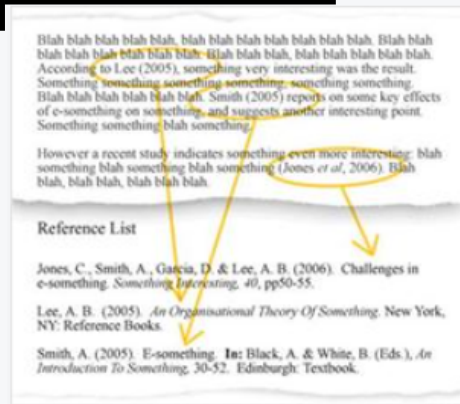 Blah blah blah blah blah, blah blah blah blah blah blah blah. Blah blah
blah blah blah blah blah blah. Blah blah blah, blah blah blah blah blah.
According to Lee (2005), something very interesting was the result.
Something something something something, something something.
Blah blah blah blah blah blah. Smith (2005) reports on some key effects
of e-something on something, and suggests another interesting point.
Something something blah something.
However a recent study indicates something even more interesting: blah
something blah something blah something (Jones et al, 2006). Blah
blah, blah blah, blah blah blah.
Reference List
Jones, C., Smith, A., Garcia, D. & Lee, A. B. (2006). Challenges in
e-something. Something Interesting, 40, pp50-55.
Lee, A. B. (2005). An Organisational Theory Of Something. New York,
NY: Reference Books.
Smith, A. (2005). E-something. In: Black, A. & White, B. (Eds.), An
Introduction To Something, 30-52. Edinburgh: Textbook.